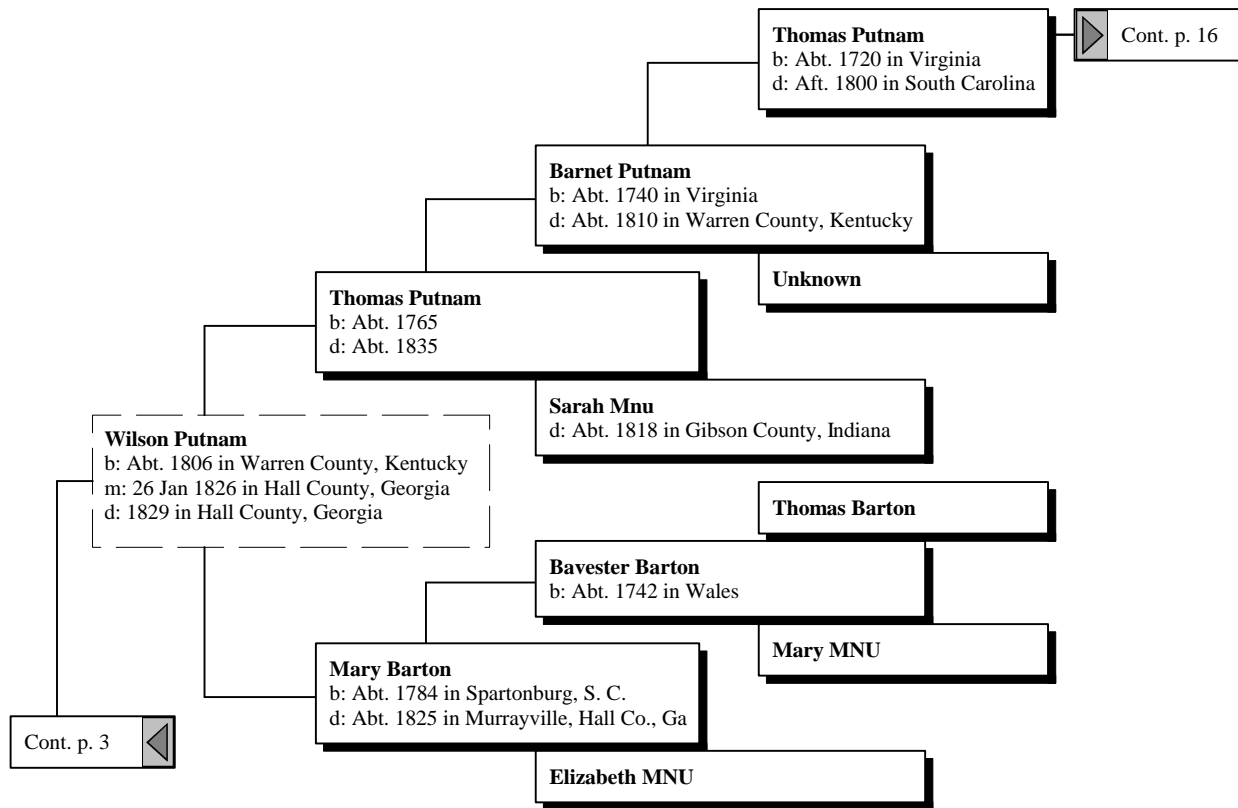 Thomas Putnam
b: Abt. 1720 in Virginia
d: Aft. 1800 in South Carolina
Cont. p. 16
Barnet Putnam
b: Abt. 1740 in Virginia
d: Abt. 1810 in Warren County, Kentucky
Unknown
Thomas Putnam
b: Abt. 1765
d: Abt. 1835
Sarah Mnu
d: Abt. 1818 in Gibson County, Indiana
Wilson Putnam
b: Abt. 1806 in Warren County, Kentucky
m: 26 Jan 1826 in Hall County, Georgia
d: 1829 in Hall County, Georgia
Thomas Barton
Bavester Barton
b: Abt. 1742 in Wales
Mary MNU
Mary Barton
b: Abt. 1784 in Spartonburg, S. C.
d: Abt. 1825 in Murrayville, Hall Co., Ga
Cont. p. 3
Elizabeth MNU